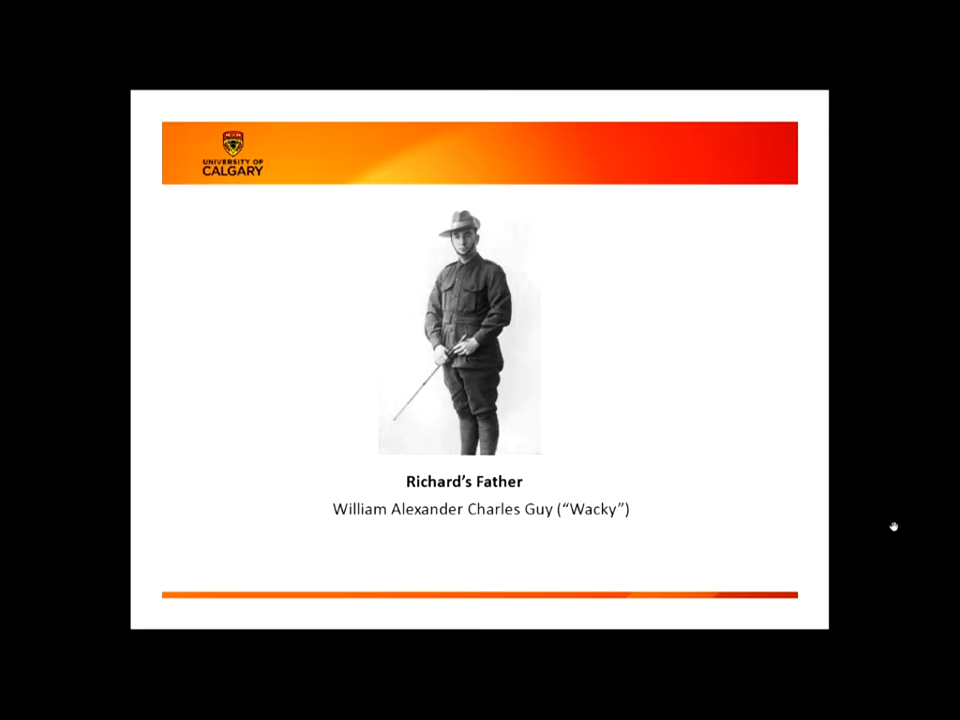 UNIVERSITY OF
CALGARY
Richard's Father
William Alexander Charles Guy (“Wacky”)